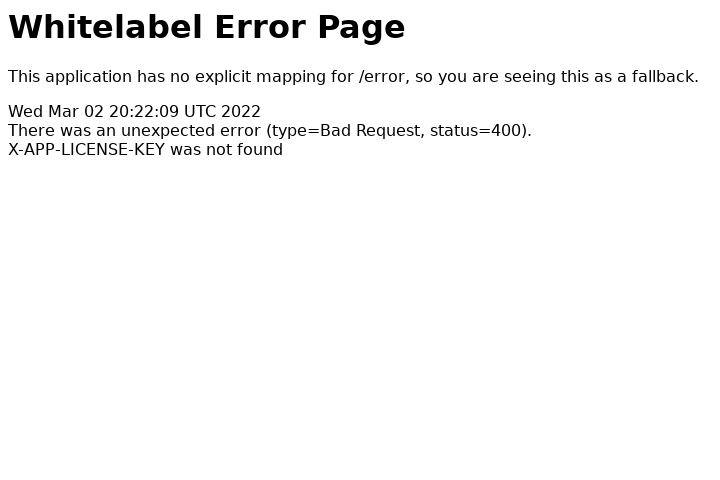 Whitelabel Error Page
This application has no explicit mapping for /error, so you are seeing this as a fallback.
Wed Mar 02 20:22:09 UTC 2022
There was an unexpected error (type=Bad Request, status=400).
X-APP-LICENSE-KEY was not found